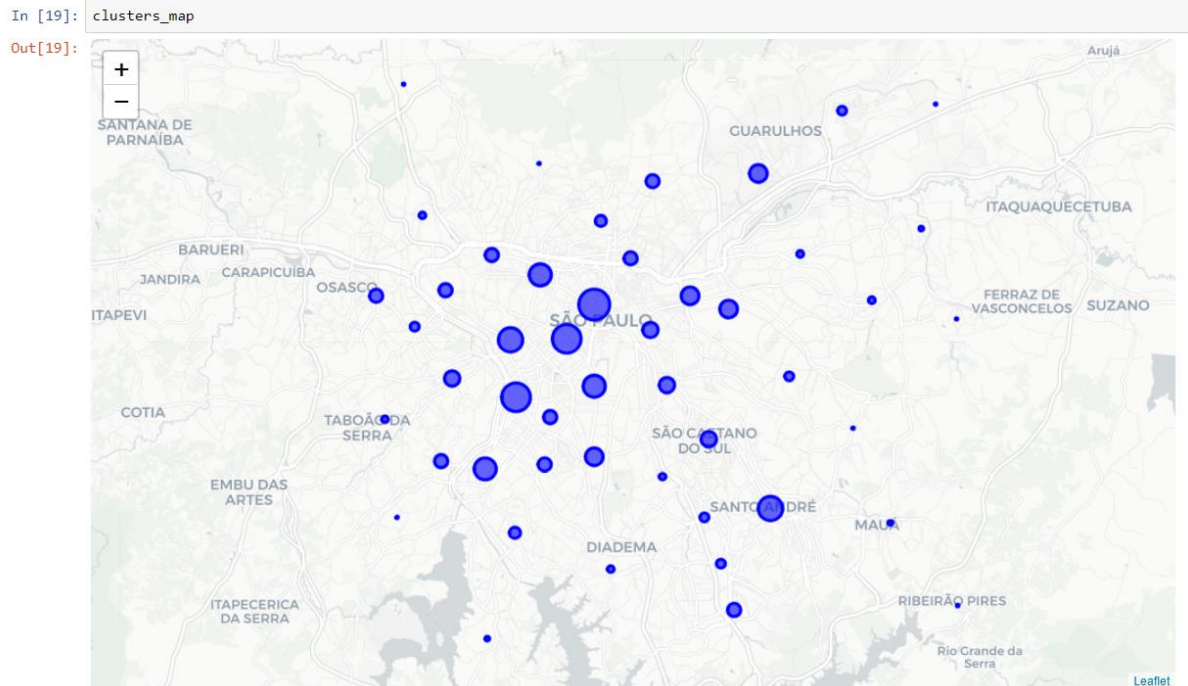 In [19]: clusters_map
Out[19]:
+
−
Arujá
SANTANA DE
PARNAÍBA
GUARULHOS
ITAQUAQUECETUBA
BARUERI
JANDIRA
CARAPICUÍBA
OSASCO
FERRAZ DE
VASCONCELOS
SUZANO
ITAPEVI
SÃO PAULO
COTIA
TABOÃO DA
SERRA
SÃO CAETANO
DO SUL
EMBU DAS
ARTES
SANTO ANDRÉ
MAUÁ
DIADEMA
ITAPECERICA
DA SERRA
RIBEIRÃO PIRES
Rio Grande da
Serra
Leaflet